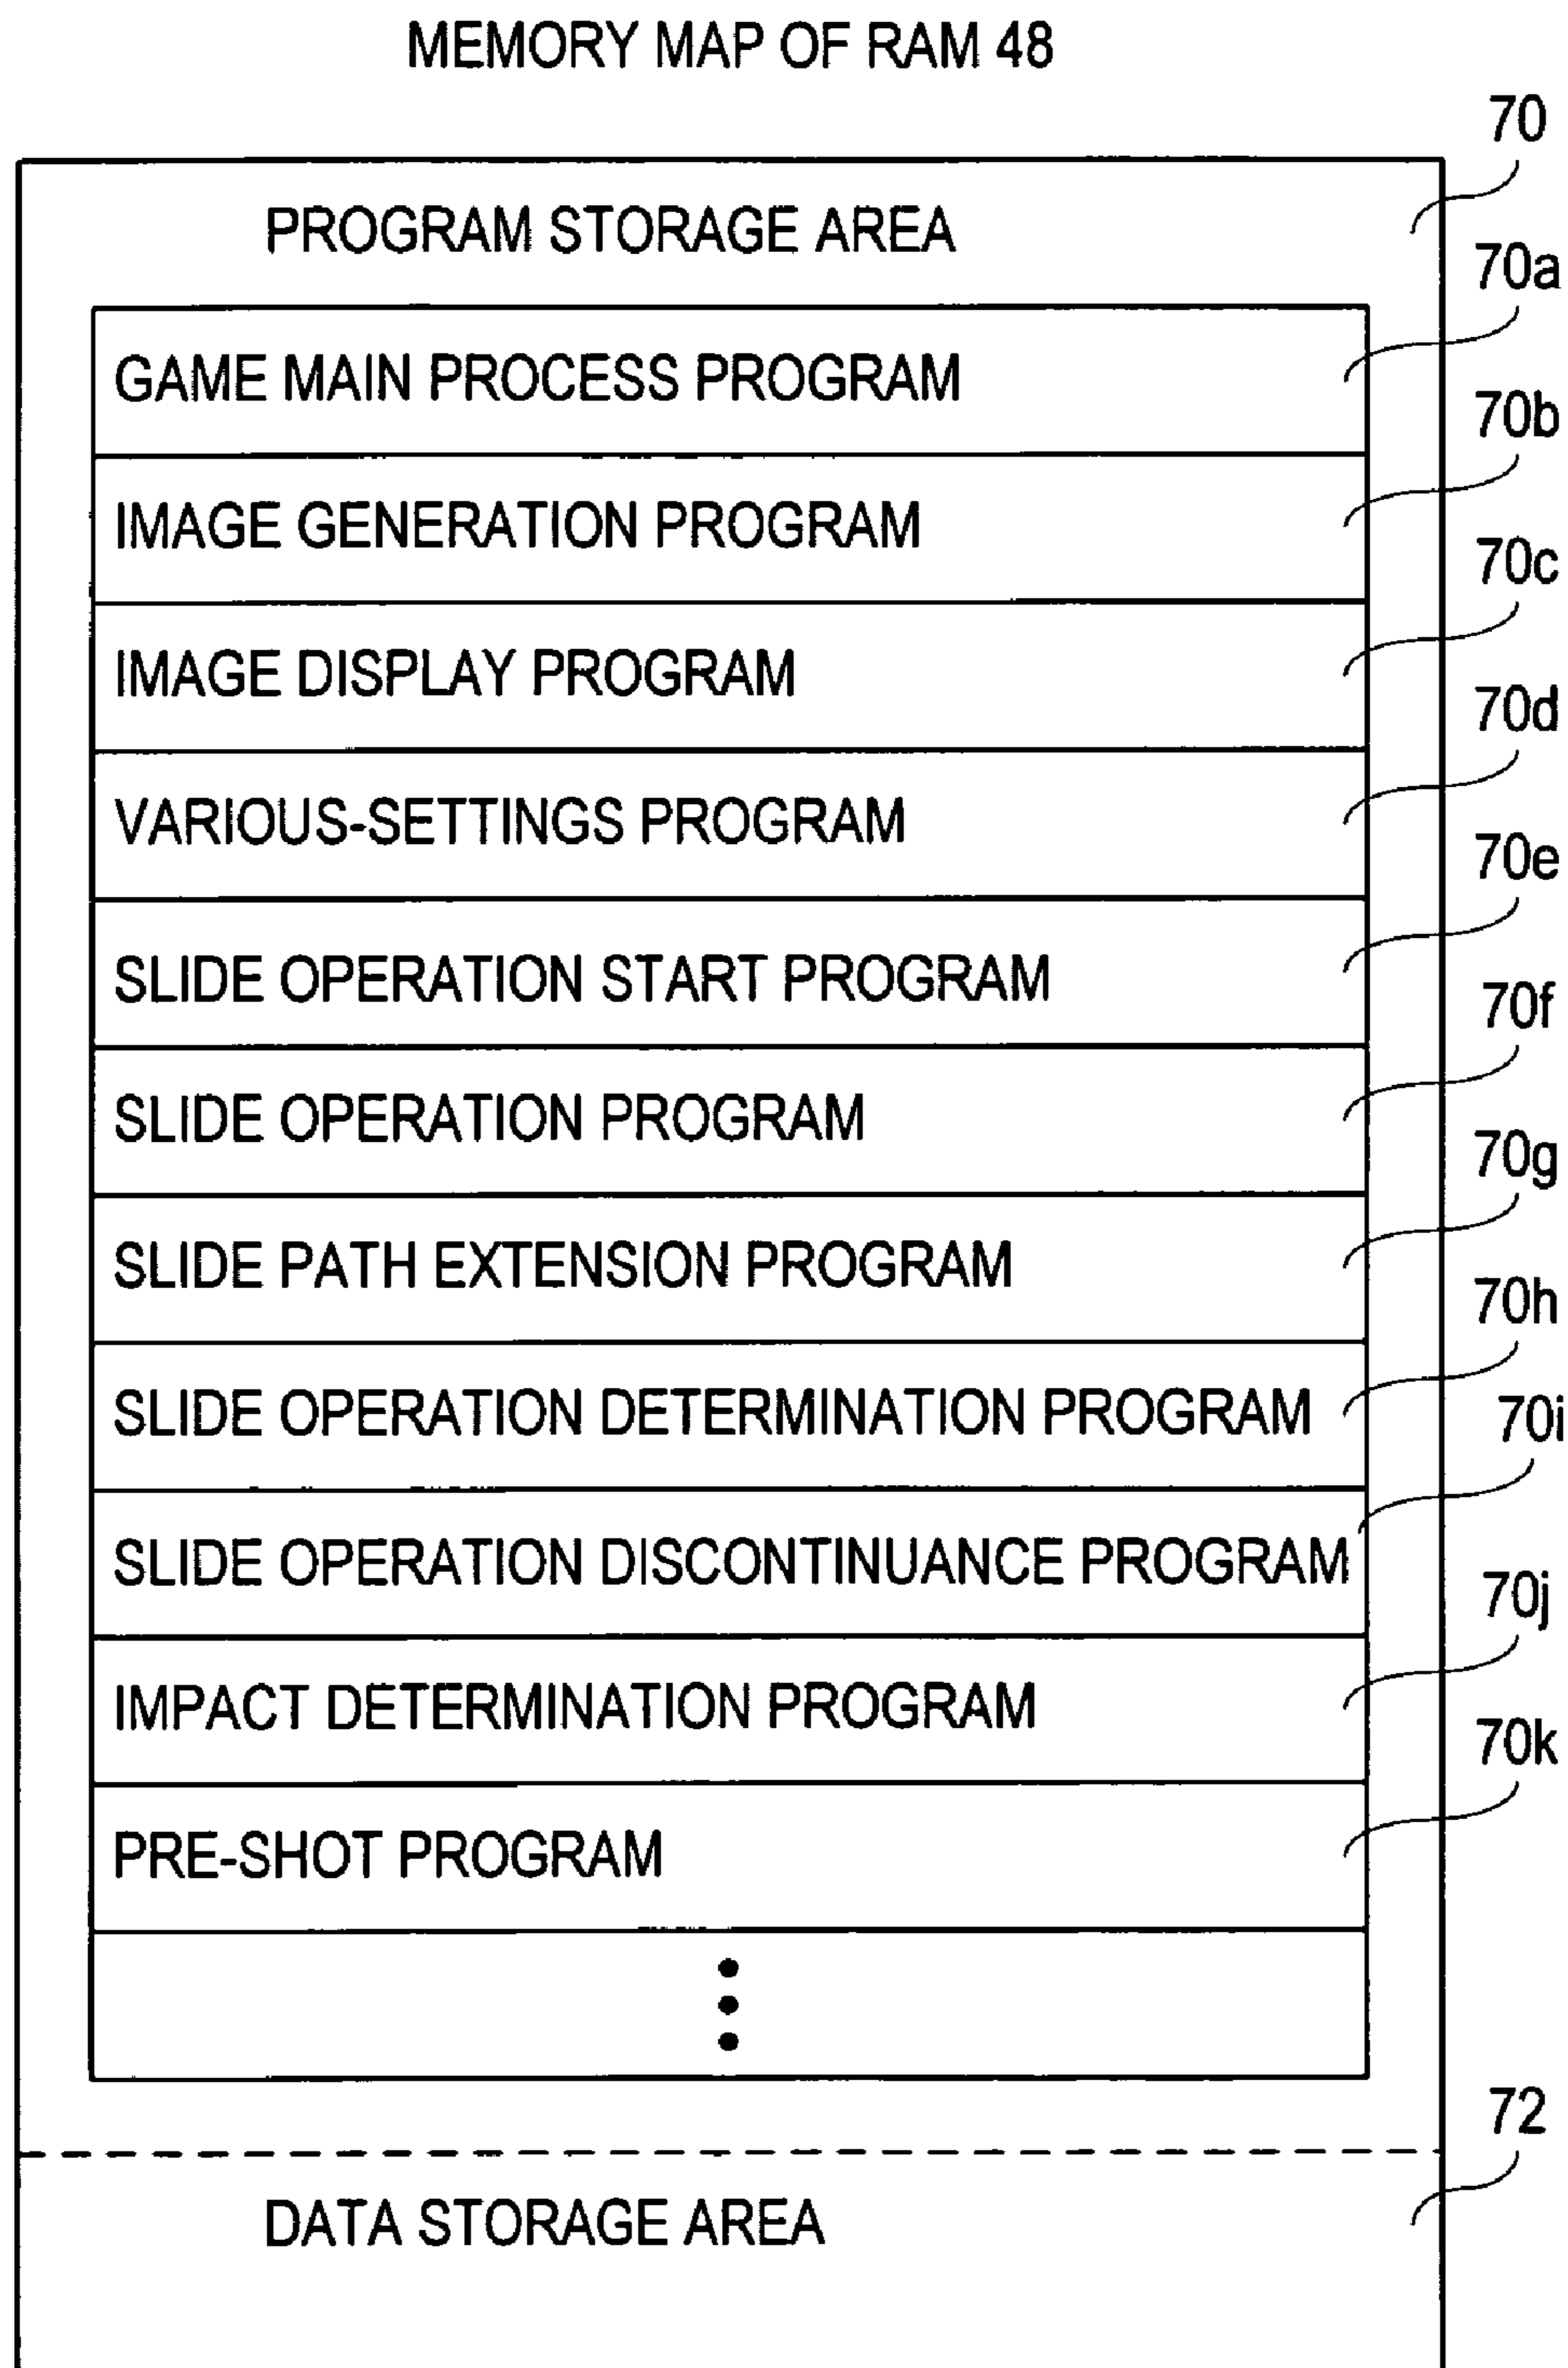 MEMORY MAP OF RAM 48
70
PROGRAM STORAGE AREA
70a
GAME MAIN PROCESS PROGRAM
70b
IMAGE GENERATION PROGRAM
70c
IMAGE DISPLAY PROGRAM
70d
VARIOUS-SETTINGS PROGRAM
70e
SLIDE OPERATION START PROGRAM
70f
SLIDE OPERATION PROGRAM
70g
SLIDE PATH EXTENSION PROGRAM
70h
SLIDE OPERATION DETERMINATION PROGRAM
70i
SLIDE OPERATION DISCONTINUANCE PROGRAM
70j
IMPACT DETERMINATION PROGRAM
70k
PRE-SHOT PROGRAM
72
DATA STORAGE AREA